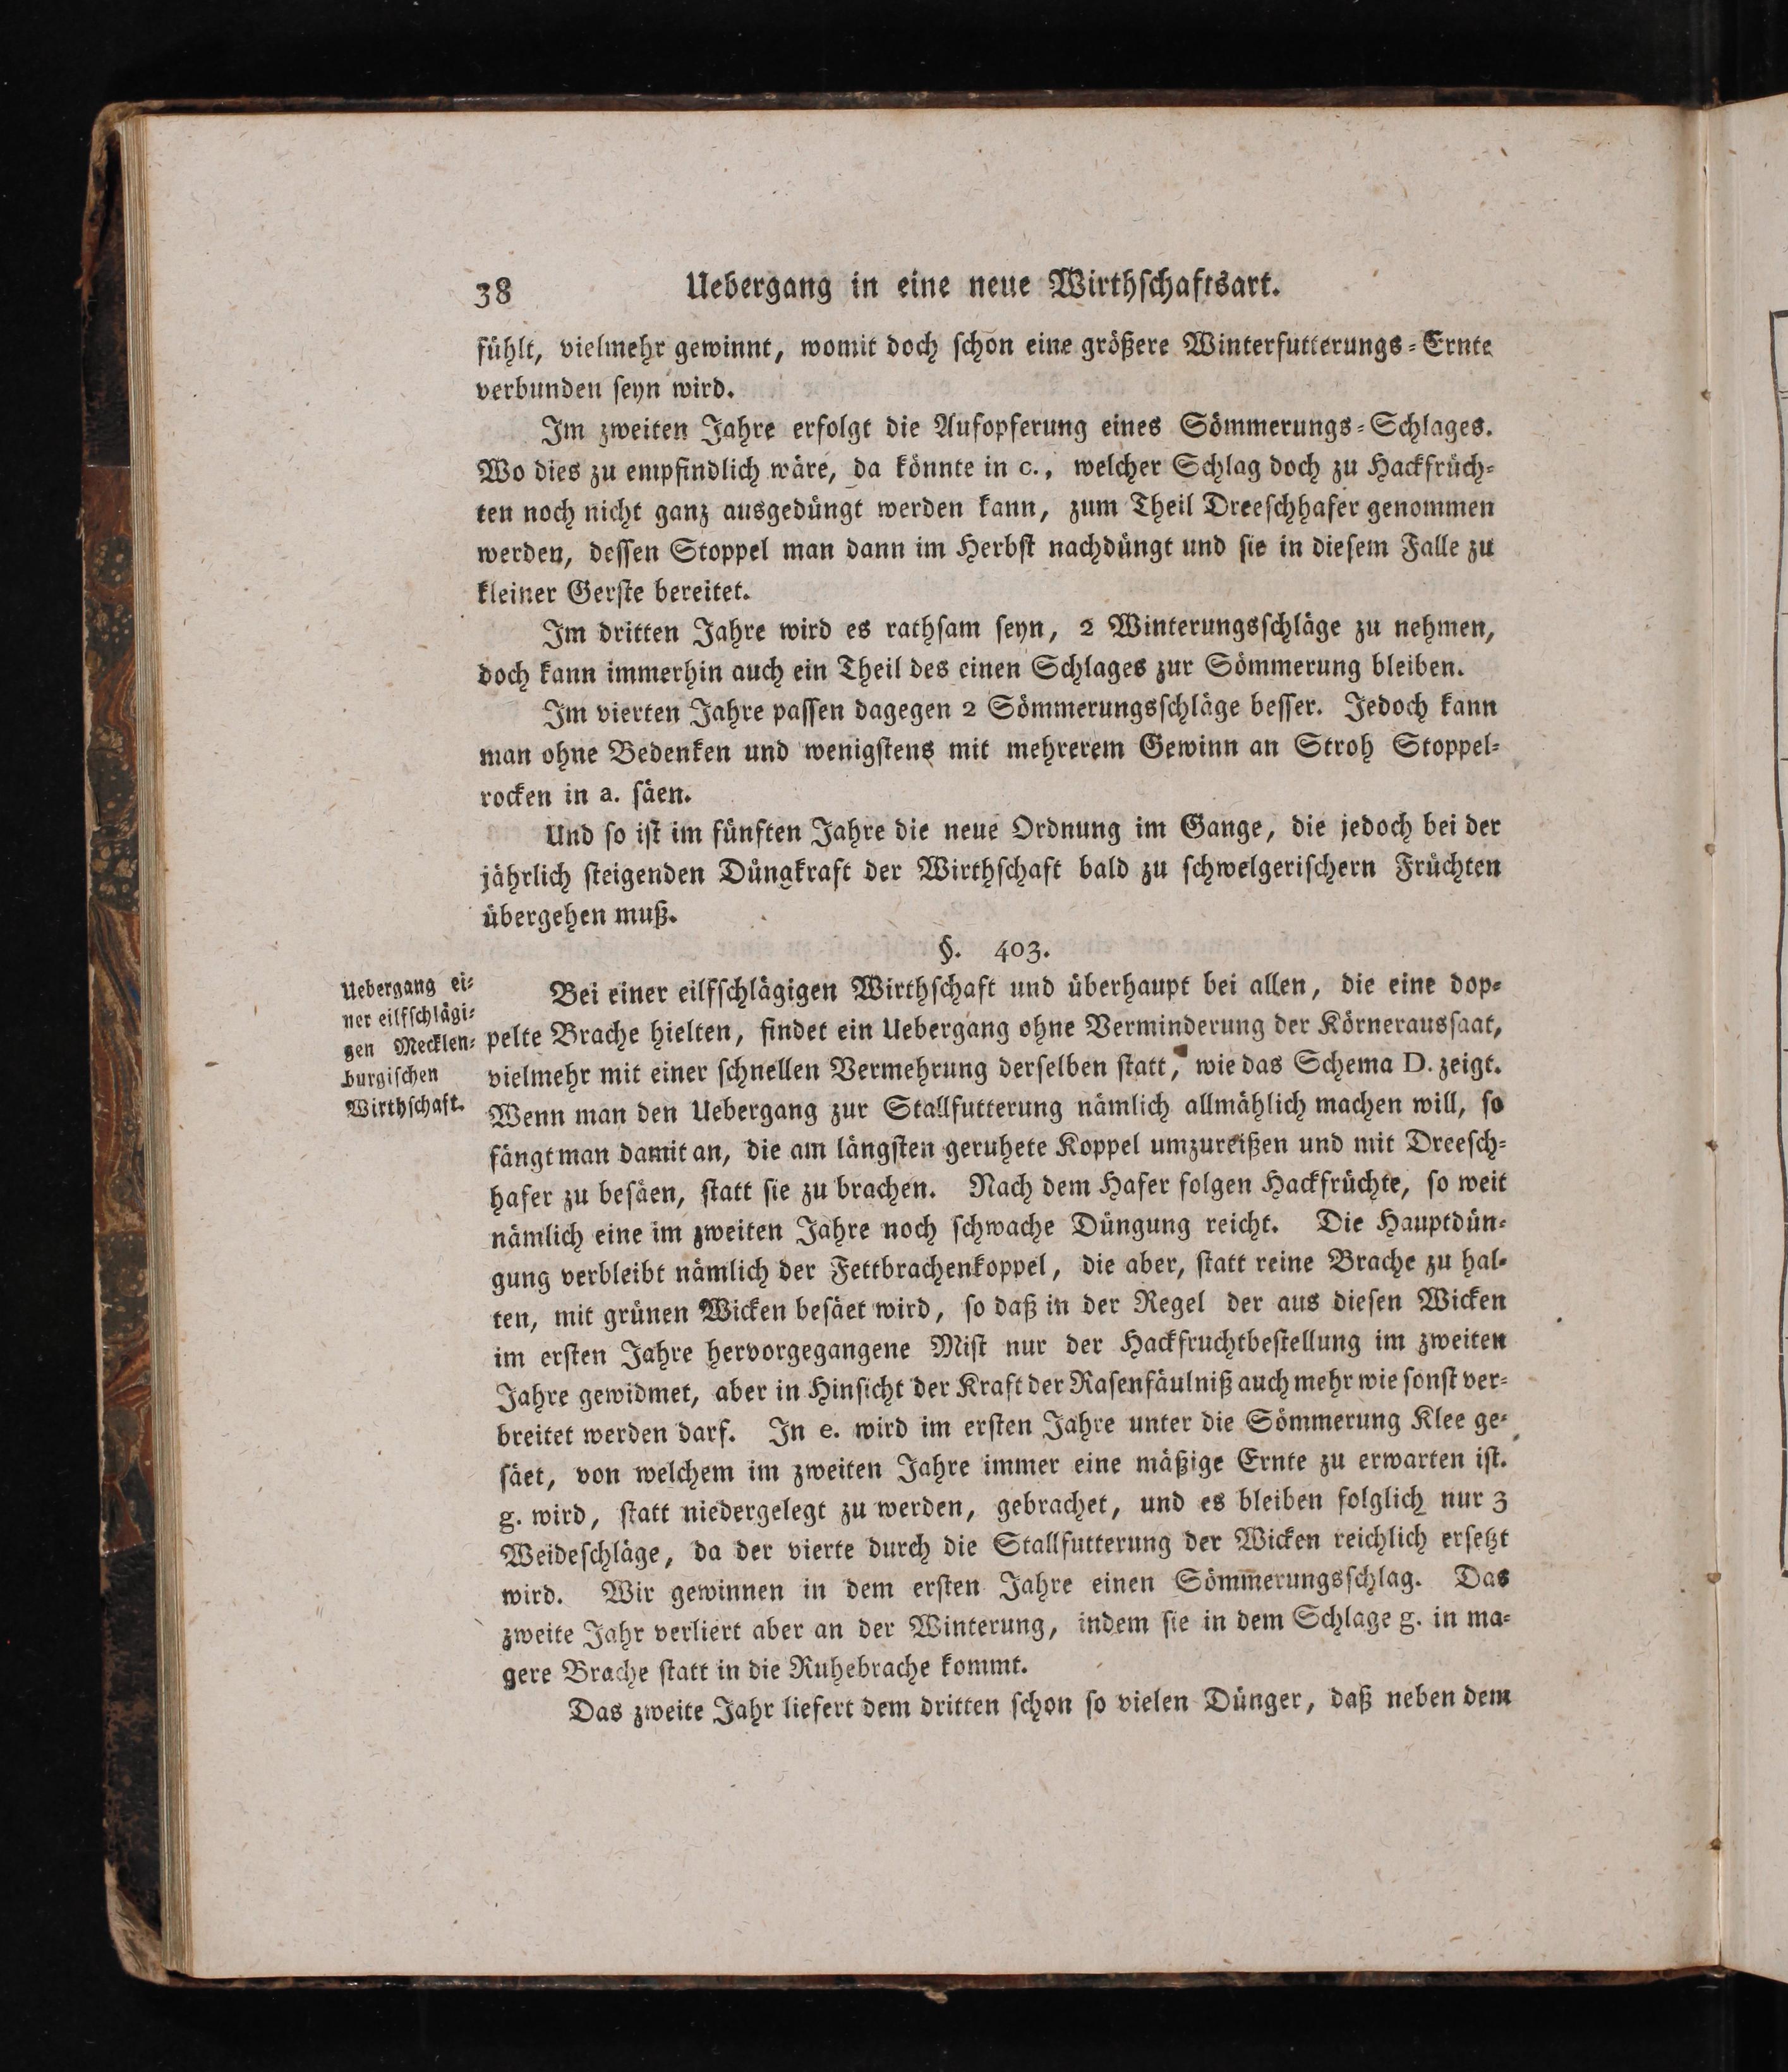 38 Uebergang in eine neue Wirthſchaftsart.
fühlt, vielmehr gewinnt, womit doch ſchon eine größere Winterfutterungs-Ernte
verbunden ſeyn wird.
Im zweiten Jahre erfolgt die Aufopferung eines Sömmerungs-Schlages.
Wo dies zu empfindlich wäre, da könnte in c., welcher Schlag doch zu Hackfrüch-
ten noch nicht ganz ausgedüngt werden kann, zum Theil Dreeſchhafer genommen
werden, deſſen Stoppel man dann im Herbſt nachdüngt und ſie in dieſem Falle zu
kleiner Gerſte bereitet.
Im dritten Jahre wird es rathſam ſeyn, 2 Winterungsſchläge zu nehmen,
doch kann immerhin auch ein Theil des einen Schlages zur Sömmerung bleiben.
Im vierten Jahre paſſen dagegen 2 Sömmerungsſchläge beſſer. Jedoch kann
man ohne Bedenken und wenigſtens mit mehrerem Gewinn an Stroh Stoppel-
rocken in a. ſäen.
Und ſo iſt im fünften Jahre die neue Ordnung im Gange, die jedoch bei der
jährlich ſteigenden Düngkraft der Wirthſchaft bald zu ſchwelgeriſchern Früchten
übergehen muß.
§. 403.
Uebergang ei-
ner eilfſchlägi-
gen Mecklen-
burgiſchen
Wirthſchaft.
Bei einer eilfſchlägigen Wirthſchaft und überhaupt bei allen, die eine dop-
pelte Brache hielten, findet ein Uebergang ohne Verminderung der Körnerausſaat,
vielmehr mit einer ſchnellen Vermehrung derſelben ſtatt, wie das Schema D. zeigt.
Wenn man den Uebergang zur Stallfutterung nämlich allmählich machen will, ſo
fängt man damit an, die am längſten geruhete Koppel umzureißen und mit Dreeſch-
hafer zu beſäen, ſtatt ſie zu brachen. Nach dem Hafer folgen Hackfrüchte, ſo weit
nämlich eine im zweiten Jahre noch ſchwache Düngung reicht. Die Hauptdün-
gung verbleibt nämlich der Fettbrachenkoppel, die aber, ſtatt reine Brache zu hal-
ten, mit grünen Wicken beſäet wird, ſo daß in der Regel der aus dieſen Wicken
im erſten Jahre hervorgegangene Miſt nur der Hackfruchtbeſtellung im zweiten
Jahre gewidmet, aber in Hinſicht der Kraft der Raſenfäulniß auch mehr wie ſonſt ver-
breitet werden darf. In e. wird im erſten Jahre unter die Sömmerung Klee ge-
ſäet, von welchem im zweiten Jahre immer eine mäßige Ernte zu erwarten iſt.
g. wird, ſtatt niedergelegt zu werden, gebrachet, und es bleiben folglich nur 3
Weideſchläge, da der vierte durch die Stallfutterung der Wicken reichlich erſetzt
wird. Wir gewinnen in dem erſten Jahre einen Sömmerungsſchlag. Das
zweite Jahr verliert aber an der Winterung, indem ſie in dem Schlage g. in ma-
gere Brache ſtatt in die Ruhebrache kommt.
Das zweite Jahr liefert dem dritten ſchon ſo vielen Dünger, daß neben dem